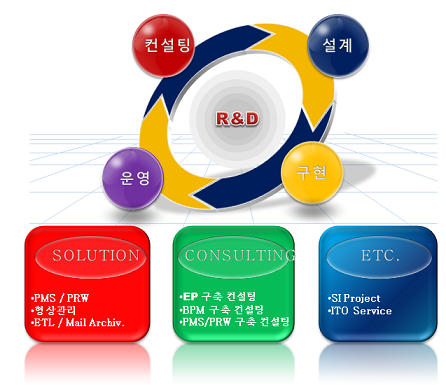 컨설팅
설계
R&D
운영
구현
SOLUTION
•PMS / PRW
•형상관리
•ETL / Mail Archiv.
CONSULTING
•EP 구축 컨설팅
•BPM 구축 컨설팅
•PMS/PRW 구축 컨설팅
ETC.
•SI Project
•ITO Service